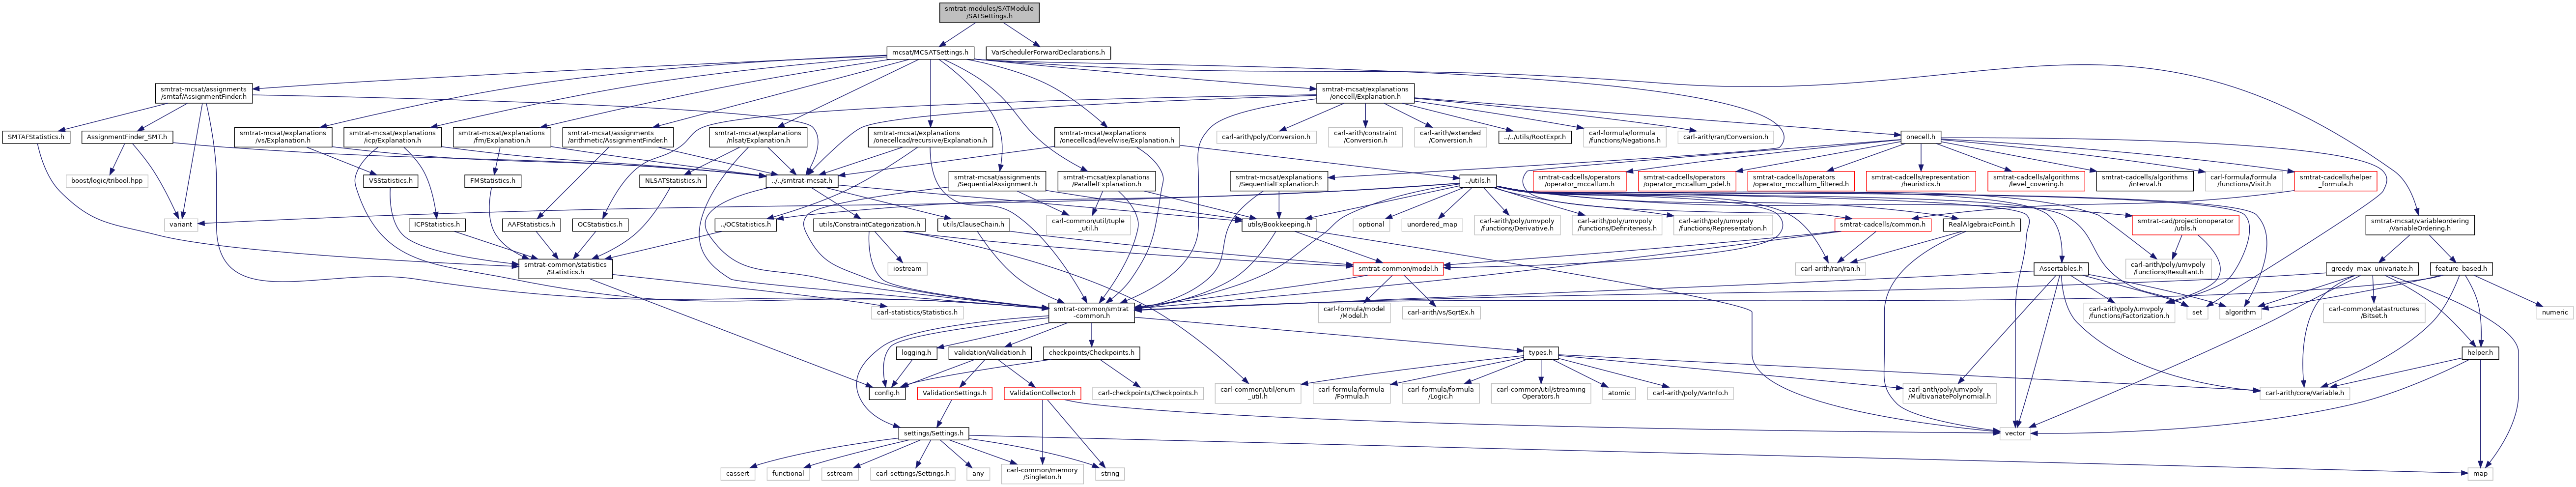 smtrat-modules/SATModule
/SATSettings.h
mcsat/MCSATSettings.h
VarSchedulerForwardDeclarations.h
smtrat-mcsat/assignments
/smtaf/AssignmentFinder.h
smtrat-mcsat/explanations
/onecell/Explanation.h
SMTAFStatistics.h
AssignmentFinder_SMT.h
smtrat-mcsat/explanations
/vs/Explanation.h
smtrat-mcsat/explanations
/icp/Explanation.h
smtrat-mcsat/explanations
/fm/Explanation.h
smtrat-mcsat/assignments
/arithmetic/AssignmentFinder.h
smtrat-mcsat/explanations
/nlsat/Explanation.h
smtrat-mcsat/explanations
/onecellcad/recursive/Explanation.h
smtrat-mcsat/explanations
/onecellcad/levelwise/Explanation.h
carl-arith/poly/Conversion.h
carl-arith/constraint
/Conversion.h
carl-arith/extended
/Conversion.h
../../utils/RootExpr.h
carl-formula/formula
/functions/Negations.h
carl-arith/ran/Conversion.h
onecell.h
boost/logic/tribool.hpp
VSStatistics.h
FMStatistics.h
NLSATStatistics.h
../../smtrat-mcsat.h
smtrat-mcsat/assignments
/SequentialAssignment.h
smtrat-mcsat/explanations
/ParallelExplanation.h
smtrat-mcsat/explanations
/SequentialExplanation.h
../utils.h
smtrat-cadcells/operators
/operator_mccallum.h
smtrat-cadcells/operators
/operator_mccallum_pdel.h
smtrat-cadcells/operators
/operator_mccallum_filtered.h
smtrat-cadcells/representation
/heuristics.h
smtrat-cadcells/algorithms
/level_covering.h
smtrat-cadcells/algorithms
/interval.h
carl-formula/formula
/functions/Visit.h
smtrat-cadcells/helper
_formula.h
variant
ICPStatistics.h
AAFStatistics.h
OCStatistics.h
../OCStatistics.h
utils/ConstraintCategorization.h
utils/ClauseChain.h
carl-common/util/tuple
_util.h
utils/Bookkeeping.h
optional
unordered_map
carl-arith/poly/umvpoly
/functions/Derivative.h
carl-arith/poly/umvpoly
/functions/Definiteness.h
carl-arith/poly/umvpoly
/functions/Representation.h
smtrat-cadcells/common.h
RealAlgebraicPoint.h
smtrat-cad/projectionoperator
/utils.h
smtrat-mcsat/variableordering
/VariableOrdering.h
smtrat-common/statistics
/Statistics.h
iostream
smtrat-common/model.h
carl-arith/ran/ran.h
Assertables.h
carl-arith/poly/umvpoly
/functions/Resultant.h
greedy_max_univariate.h
feature_based.h
carl-statistics/Statistics.h
smtrat-common/smtrat
-common.h
carl-formula/model
/Model.h
carl-arith/vs/SqrtEx.h
carl-arith/poly/umvpoly
/functions/Factorization.h
set
algorithm
carl-common/datastructures
/Bitset.h
numeric
logging.h
validation/Validation.h
checkpoints/Checkpoints.h
types.h
helper.h
config.h
ValidationSettings.h
ValidationCollector.h
carl-checkpoints/Checkpoints.h
carl-common/util/enum
_util.h
carl-formula/formula
/Formula.h
carl-formula/formula
/Logic.h
carl-common/util/streaming
Operators.h
atomic
carl-arith/poly/VarInfo.h
carl-arith/poly/umvpoly
/MultivariatePolynomial.h
carl-arith/core/Variable.h
settings/Settings.h
vector
cassert
functional
sstream
carl-settings/Settings.h
any
carl-common/memory
/Singleton.h
string
map